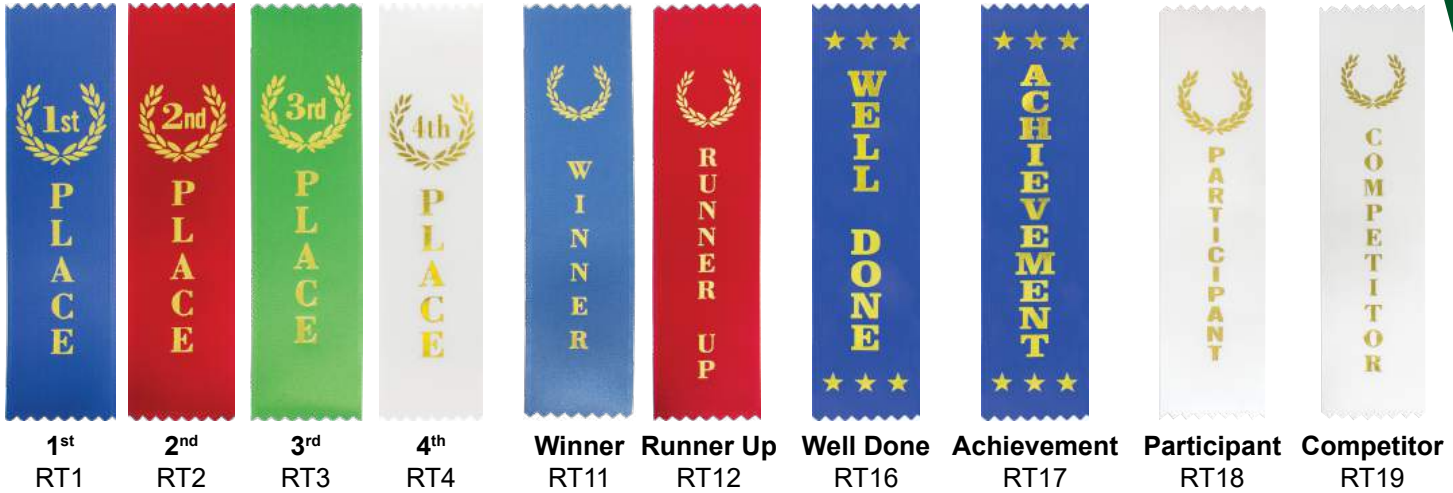 1st
PLACE
2nd
PLACE
3rd
PLACE
4th
PLACE
WINNER
RUNNER UP
WELL DONE
ACHIEVEMENT
PARTICIPANT
COMPETITOR
1st 2nd 3rd 4th Winner Runner Up Well Done Achievement Participant Competitor
RT1 RT2 RT3 RT4 RT11 RT12 RT16 RT17 RT18 RT19